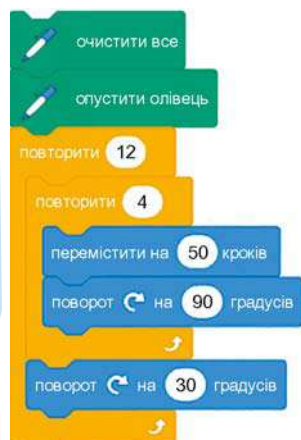 очистити все
опустити олівець
повторити 12
повторити 4
перемістити на 50 кроків
поворот на 90 градусів
поворот на 30 градусів